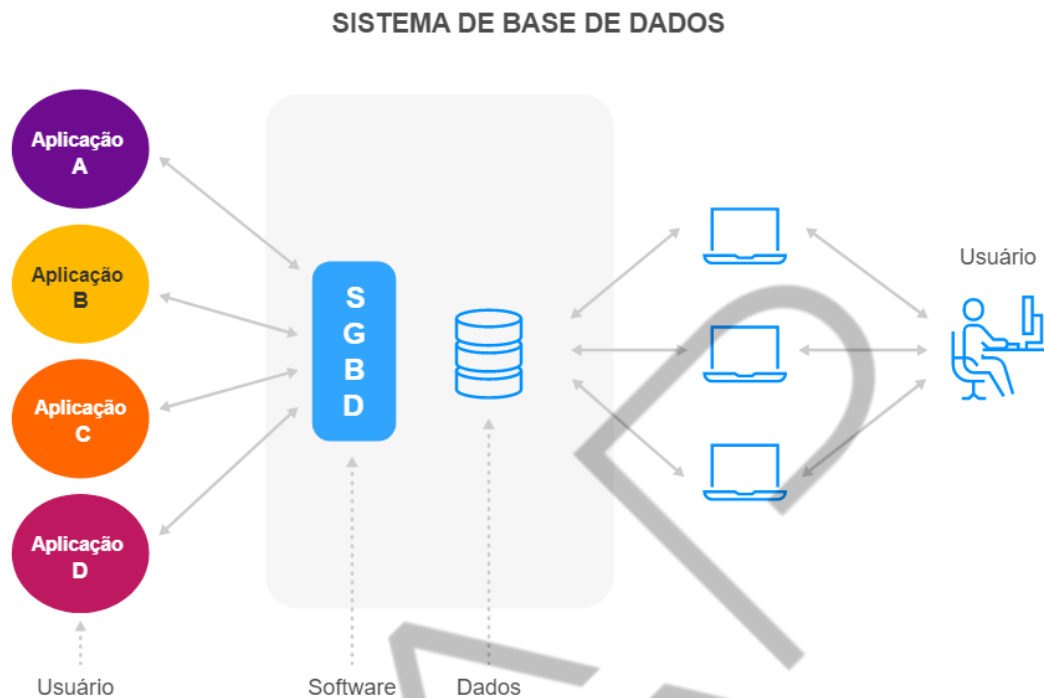 SISTEMA DE BASE DE DADOS
Aplicação
A
Aplicação
B
Aplicação
C
Aplicação
D
S
G
B
D
Usuário
Usuário
Software
Dados